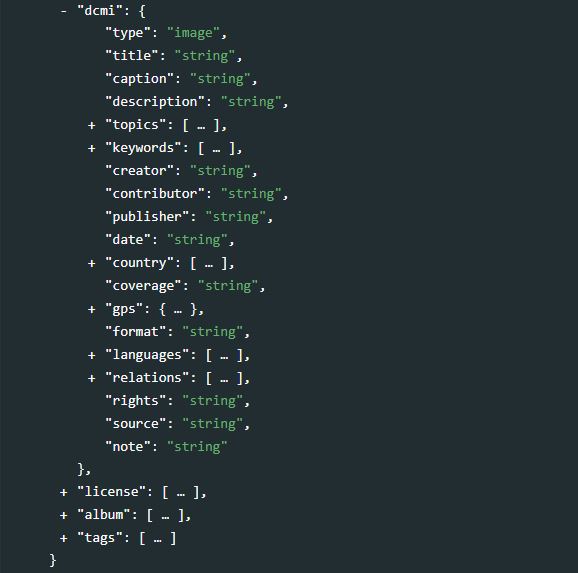 - "dcmi": {
"type": "image",
"title": "string",
"caption": "string",
"description": "string",
+ "topics": [ … ],
+ "keywords": [ … ],
"creator": "string",
"contributor": "string",
"publisher": "string",
"date": "string",
+ "country": [ … ],
"coverage": "string",
+ "gps": { … },
"format": "string",
+ "languages": [ … ],
+ "relations": [ … ],
"rights": "string",
"source": "string",
"note": "string"
},
+ "license": [ … ],
+ "album": [ … ],
+ "tags": [ … ]
}